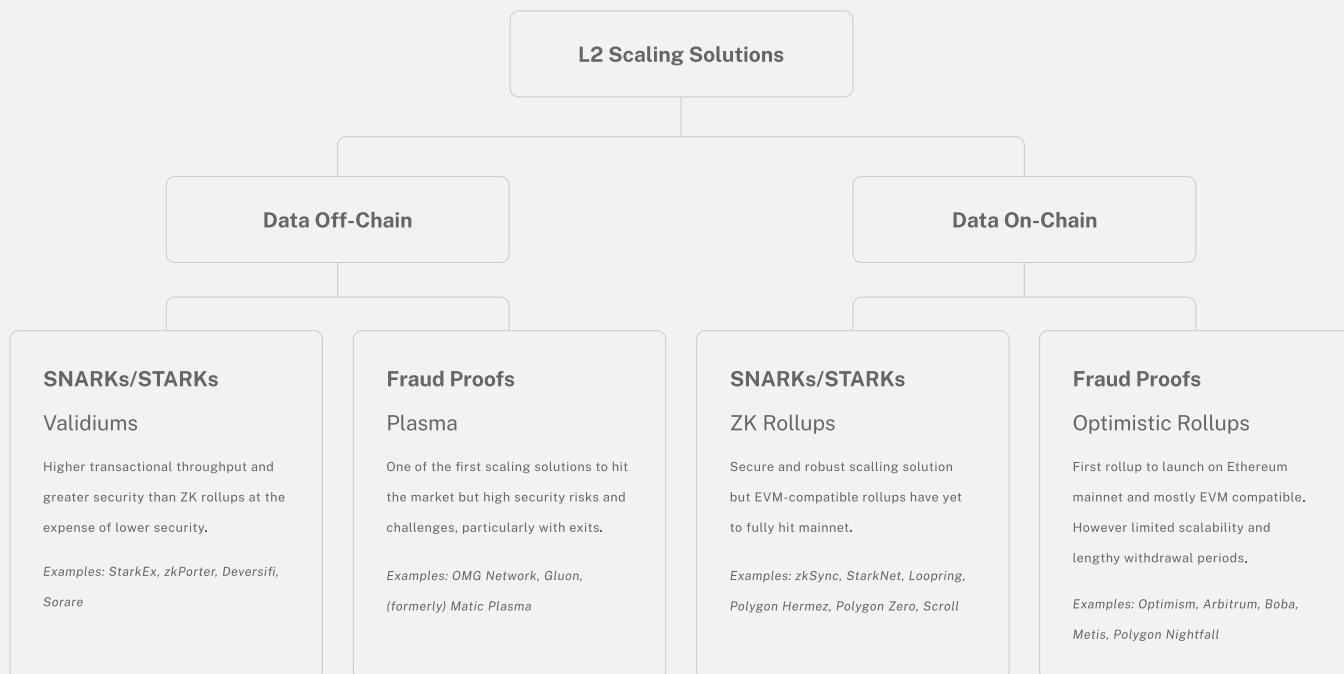 L2 Scaling Solutions
Data Off-Chain
Data On-Chain
SNARKs/STARKs
Validiums
Higher transactional throughput and
greater security than ZK rollups at the
expense of lower security.
Examples: StarkEx, zkPorter, Deversifi,
Sorare
Fraud Proofs
Plasma
One of the first scaling solutions to hit
the market but high security risks and
challenges, particularly with exits.
Examples: OMG Network, Gluon,
(formerly) Matic Plasma
SNARKs/STARKs
ZK Rollups
Secure and robust scalling solution
but EVM-compatible rollups have yet
to fully hit mainnet.
Examples: zkSync, StarkNet, Loopring,
Polygon Hermez, Polygon Zero, Scroll
Fraud Proofs
Optimistic Rollups
First rollup to launch on Ethereum
mainnet and mostly EVM compatible.
However limited scalability and
lengthy withdrawal periods.
Examples: Optimism, Arbitrum, Boba,
Metis, Polygon Nightfall